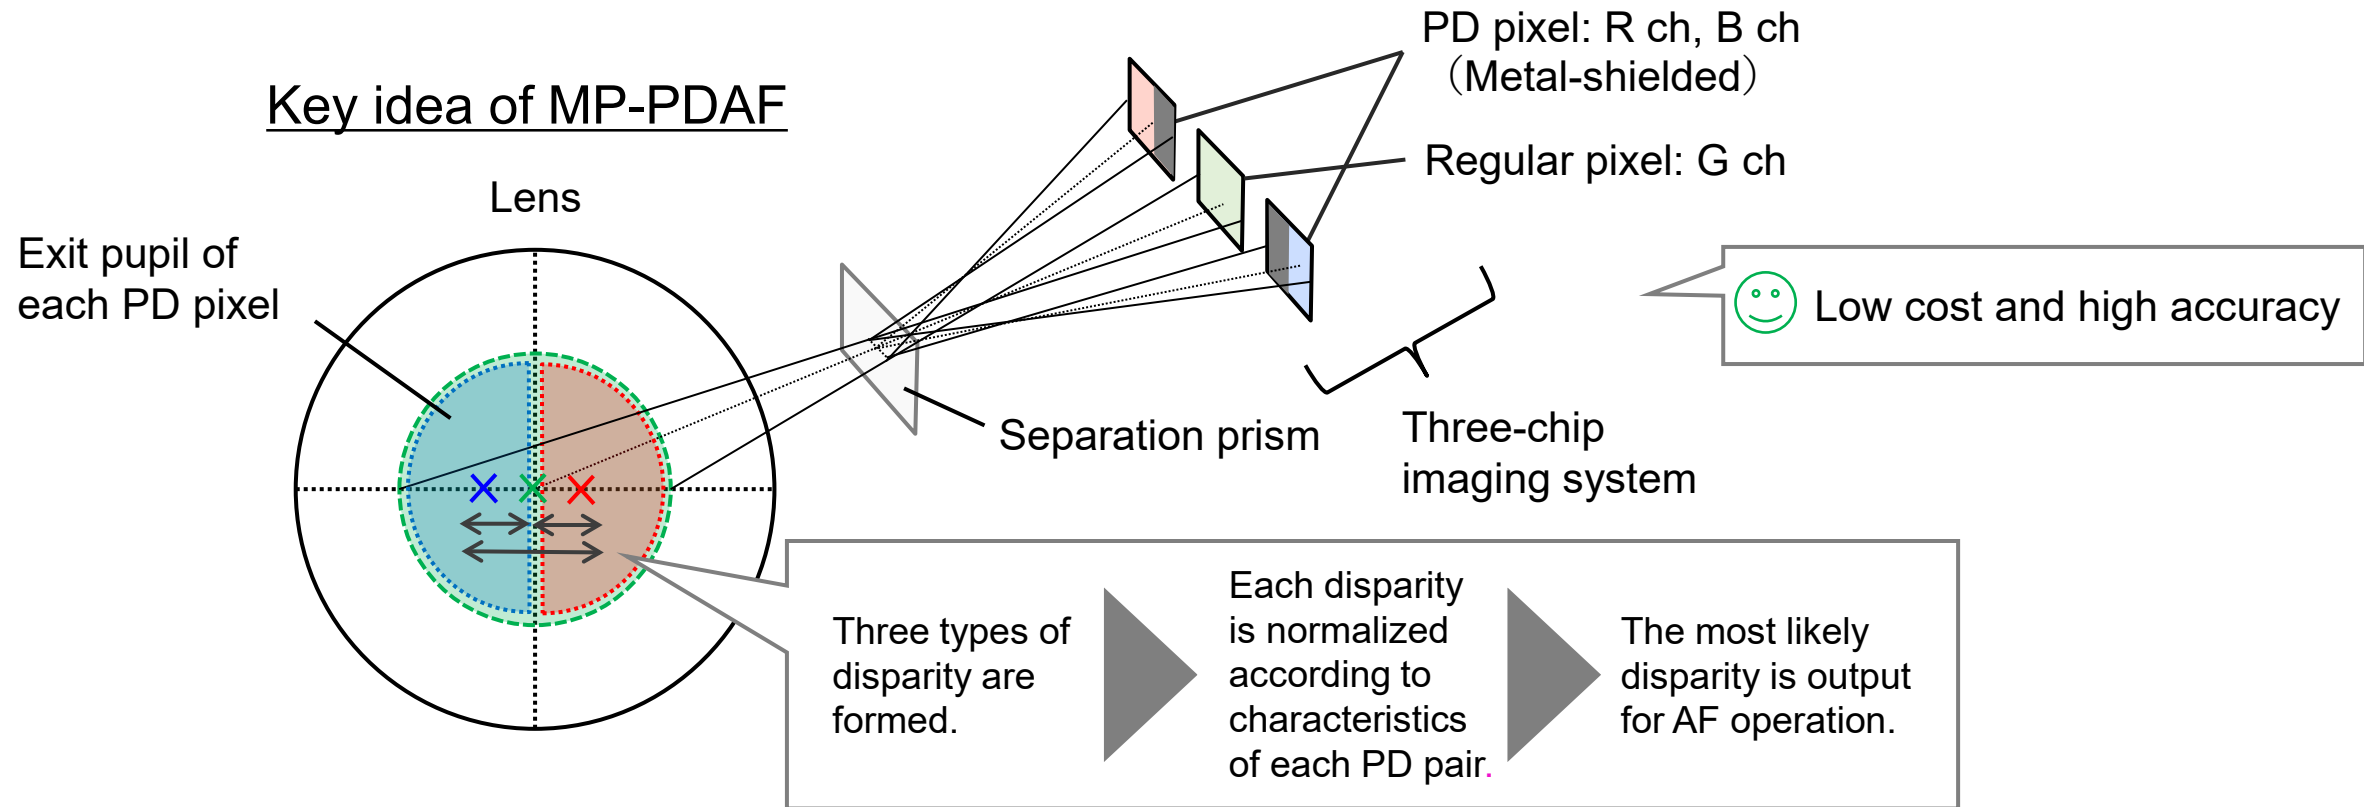 Key idea of MP-PDAF
PD pixel: R ch, B ch
（Metal-shielded）
Regular pixel: G ch
Lens
Exit pupil of
each PD pixel
Low cost and high accuracy
Separation prism
Three-chip
imaging system
Three types of
disparity are
formed.
Each disparity
is normalized
according to
characteristics
of each PD pair.
The most likely
disparity is output
for AF operation.